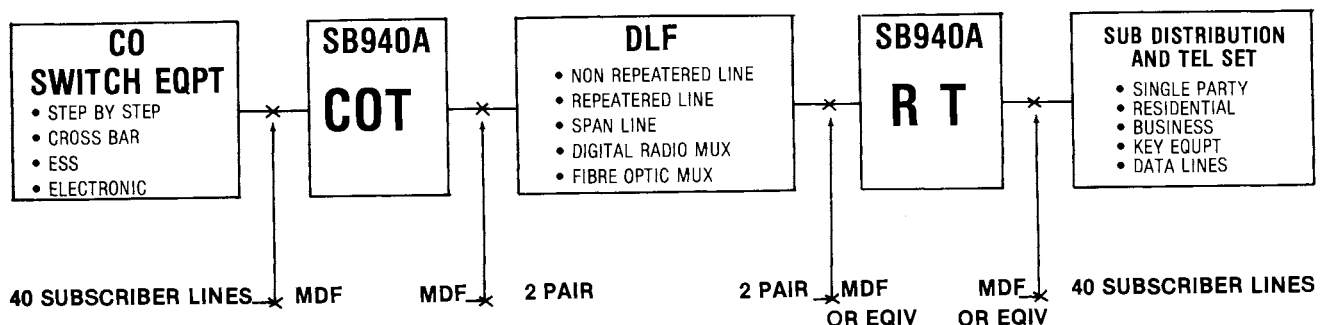 CO
SWITCH EQPT
• STEP BY STEP
• CROSS BAR
• ESS
• ELECTRONIC
SB940A
COT
DLF
• NON REPEATERED LINE
• REPEATERED LINE
• SPAN LINE
• DIGITAL RADIO MUX
• FIBRE OPTIC MUX
SB940A
R T
SUB DISTRIBUTION
AND TEL SET
• SINGLE PARTY
• RESIDENTIAL
• BUSINESS
• KEY EQUPT
• DATA LINES
40 SUBSCRIBER LINES
MDF
MDF
2 PAIR
2 PAIR
MDF
OR EQIV
MDF
OR EQIV
40 SUBSCRIBER LINES